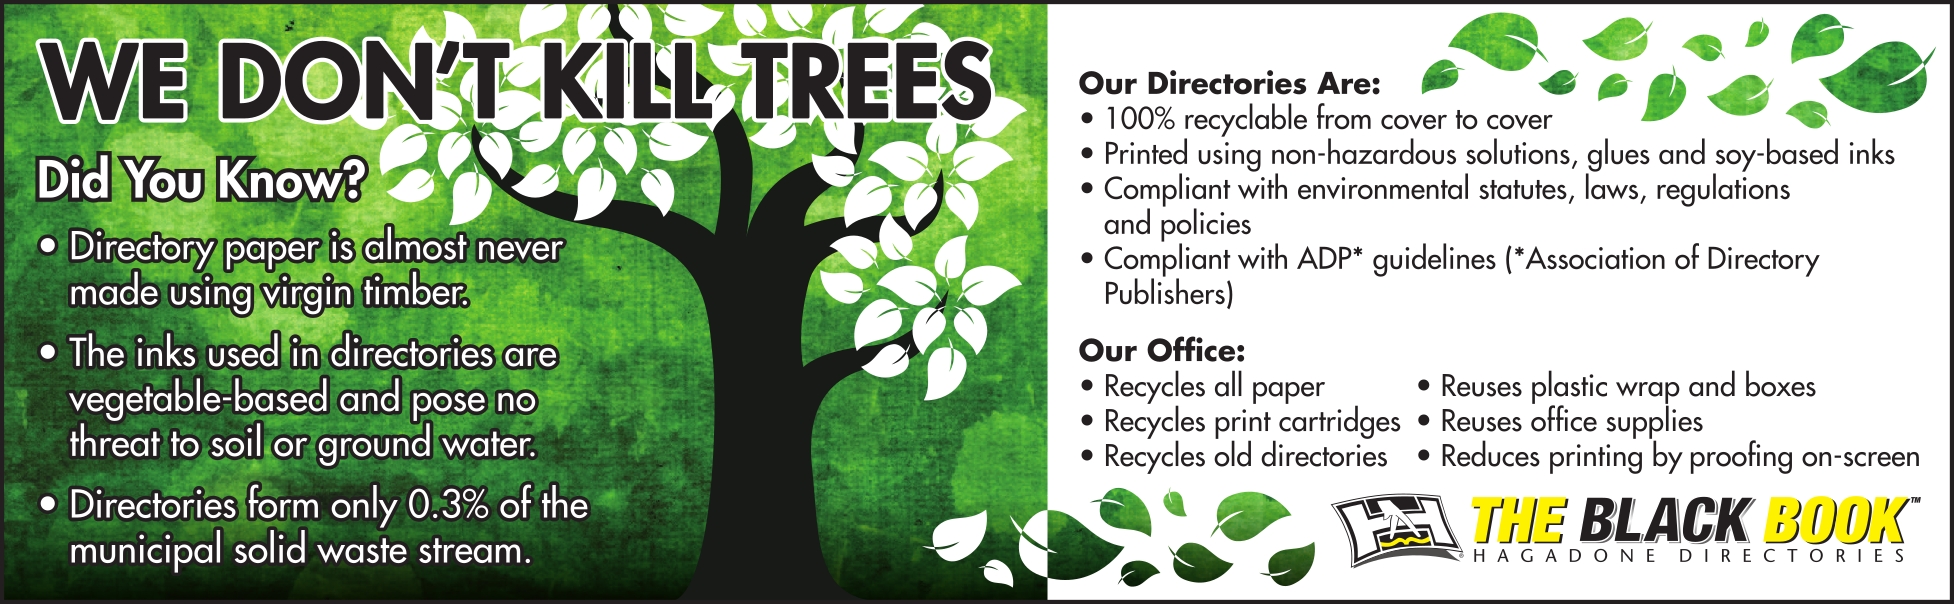 WE DON'T KILL TREES
Did You Know?
• Directory paper is almost never
made using virgin timber.
• The inks used in directories are
vegetable-based and pose no
threat to soil or ground water.
• Directories form only 0.3% of the
municipal solid waste stream.
Our Directories Are:
• 100% recyclable from cover to cover
• Printed using non-hazardous solutions, glues and soy-based inks
• Compliant with environmental statutes, laws, regulations
and policies
• Compliant with ADP* guidelines (*Association of Directory
Publishers)
Our Office:
• Recycles all paper
• Recycles print cartridges
• Recycles old directories
• Reuses plastic wrap and boxes
• Reuses office supplies
• Reduces printing by proofing on-screen
THE BLACK BOOK™
HAGADONE DIRECTORIES